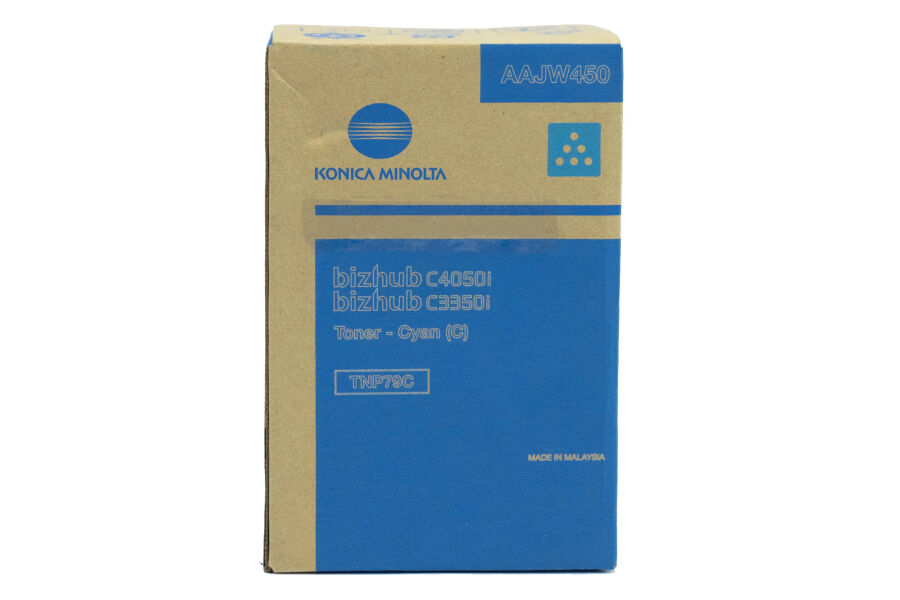 AAJW450
KONICA MINOLTA
bizhub C4050i
bizhub C3350i
Toner - Cyan (C)
TNP79C
MADE IN MALAYSIA